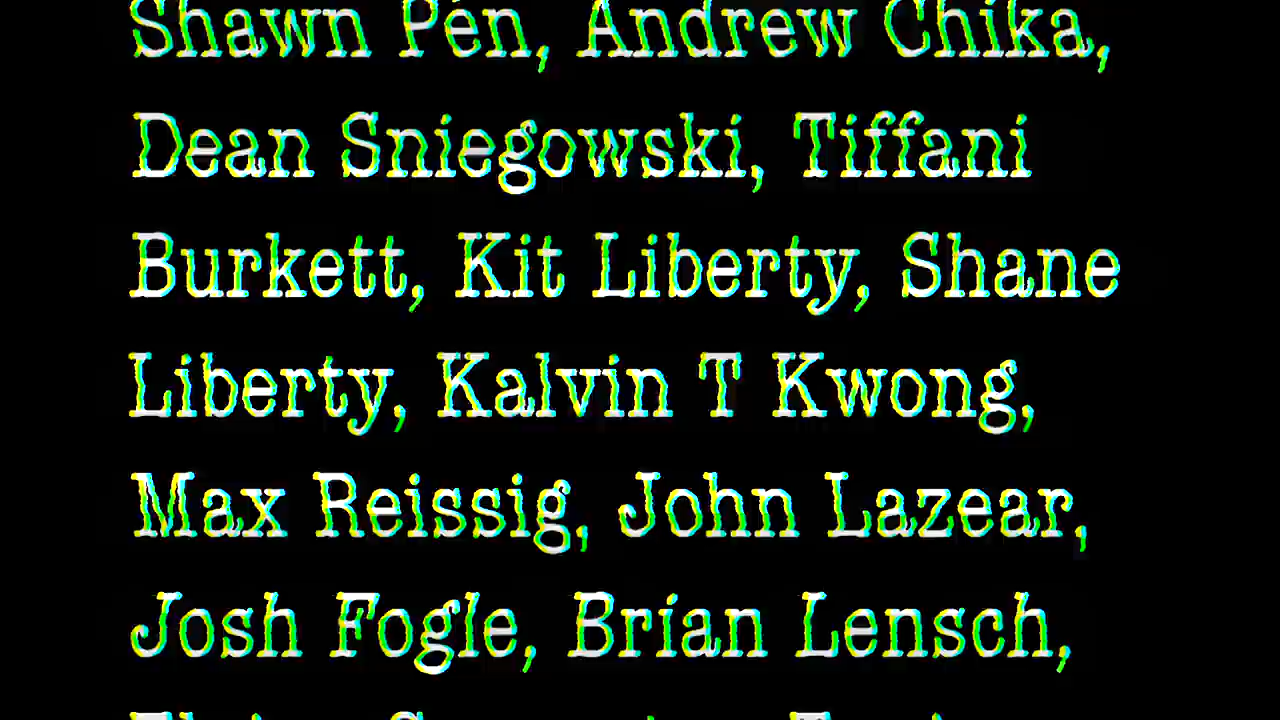 Shawn Pén, Andrew Chika,
Dean Sniegowski, Tiffani
Burkett, Kit Liberty, Shane
Liberty, Kalvin T Kwong,
Max Reissig, John Lazear,
Josh Fogle, Brian Lensch,